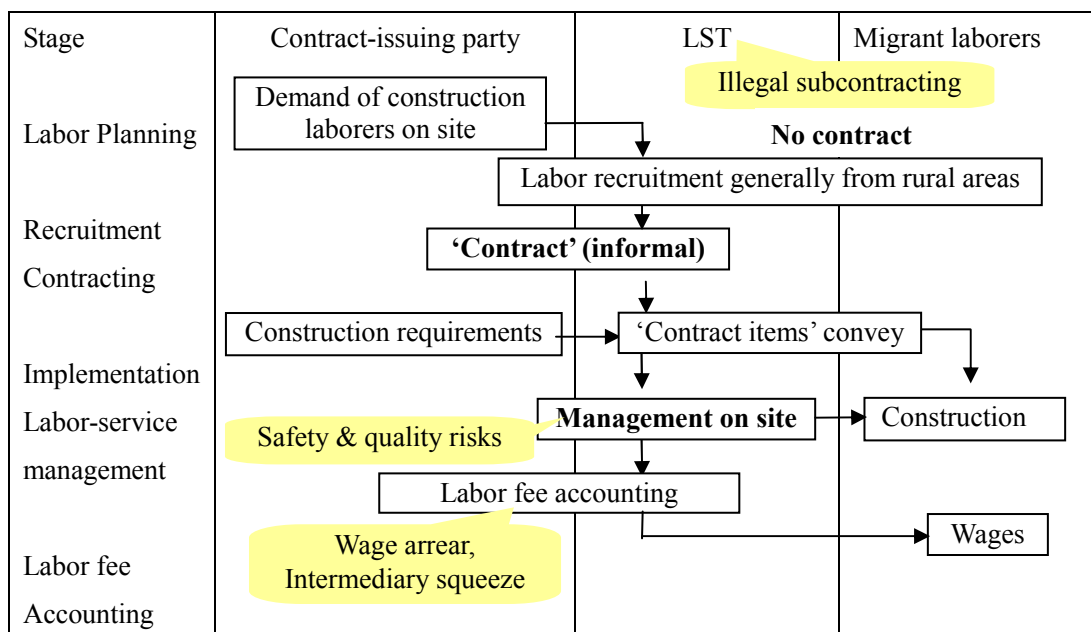 Stage
Contract-issuing party
LST
Migrant laborers
Illegal subcontracting
Demand of construction
laborers on site
Labor Planning
No contract
Labor recruitment generally from rural areas
Recruitment
Contracting
‘Contract’ (informal)
Construction requirements
‘Contract items’ convey
Implementation
Labor-service
management
Safety & quality risks
Management on site
Construction
Labor fee accounting
Wage arrear,
Intermediary squeeze
Wages
Labor fee
Accounting